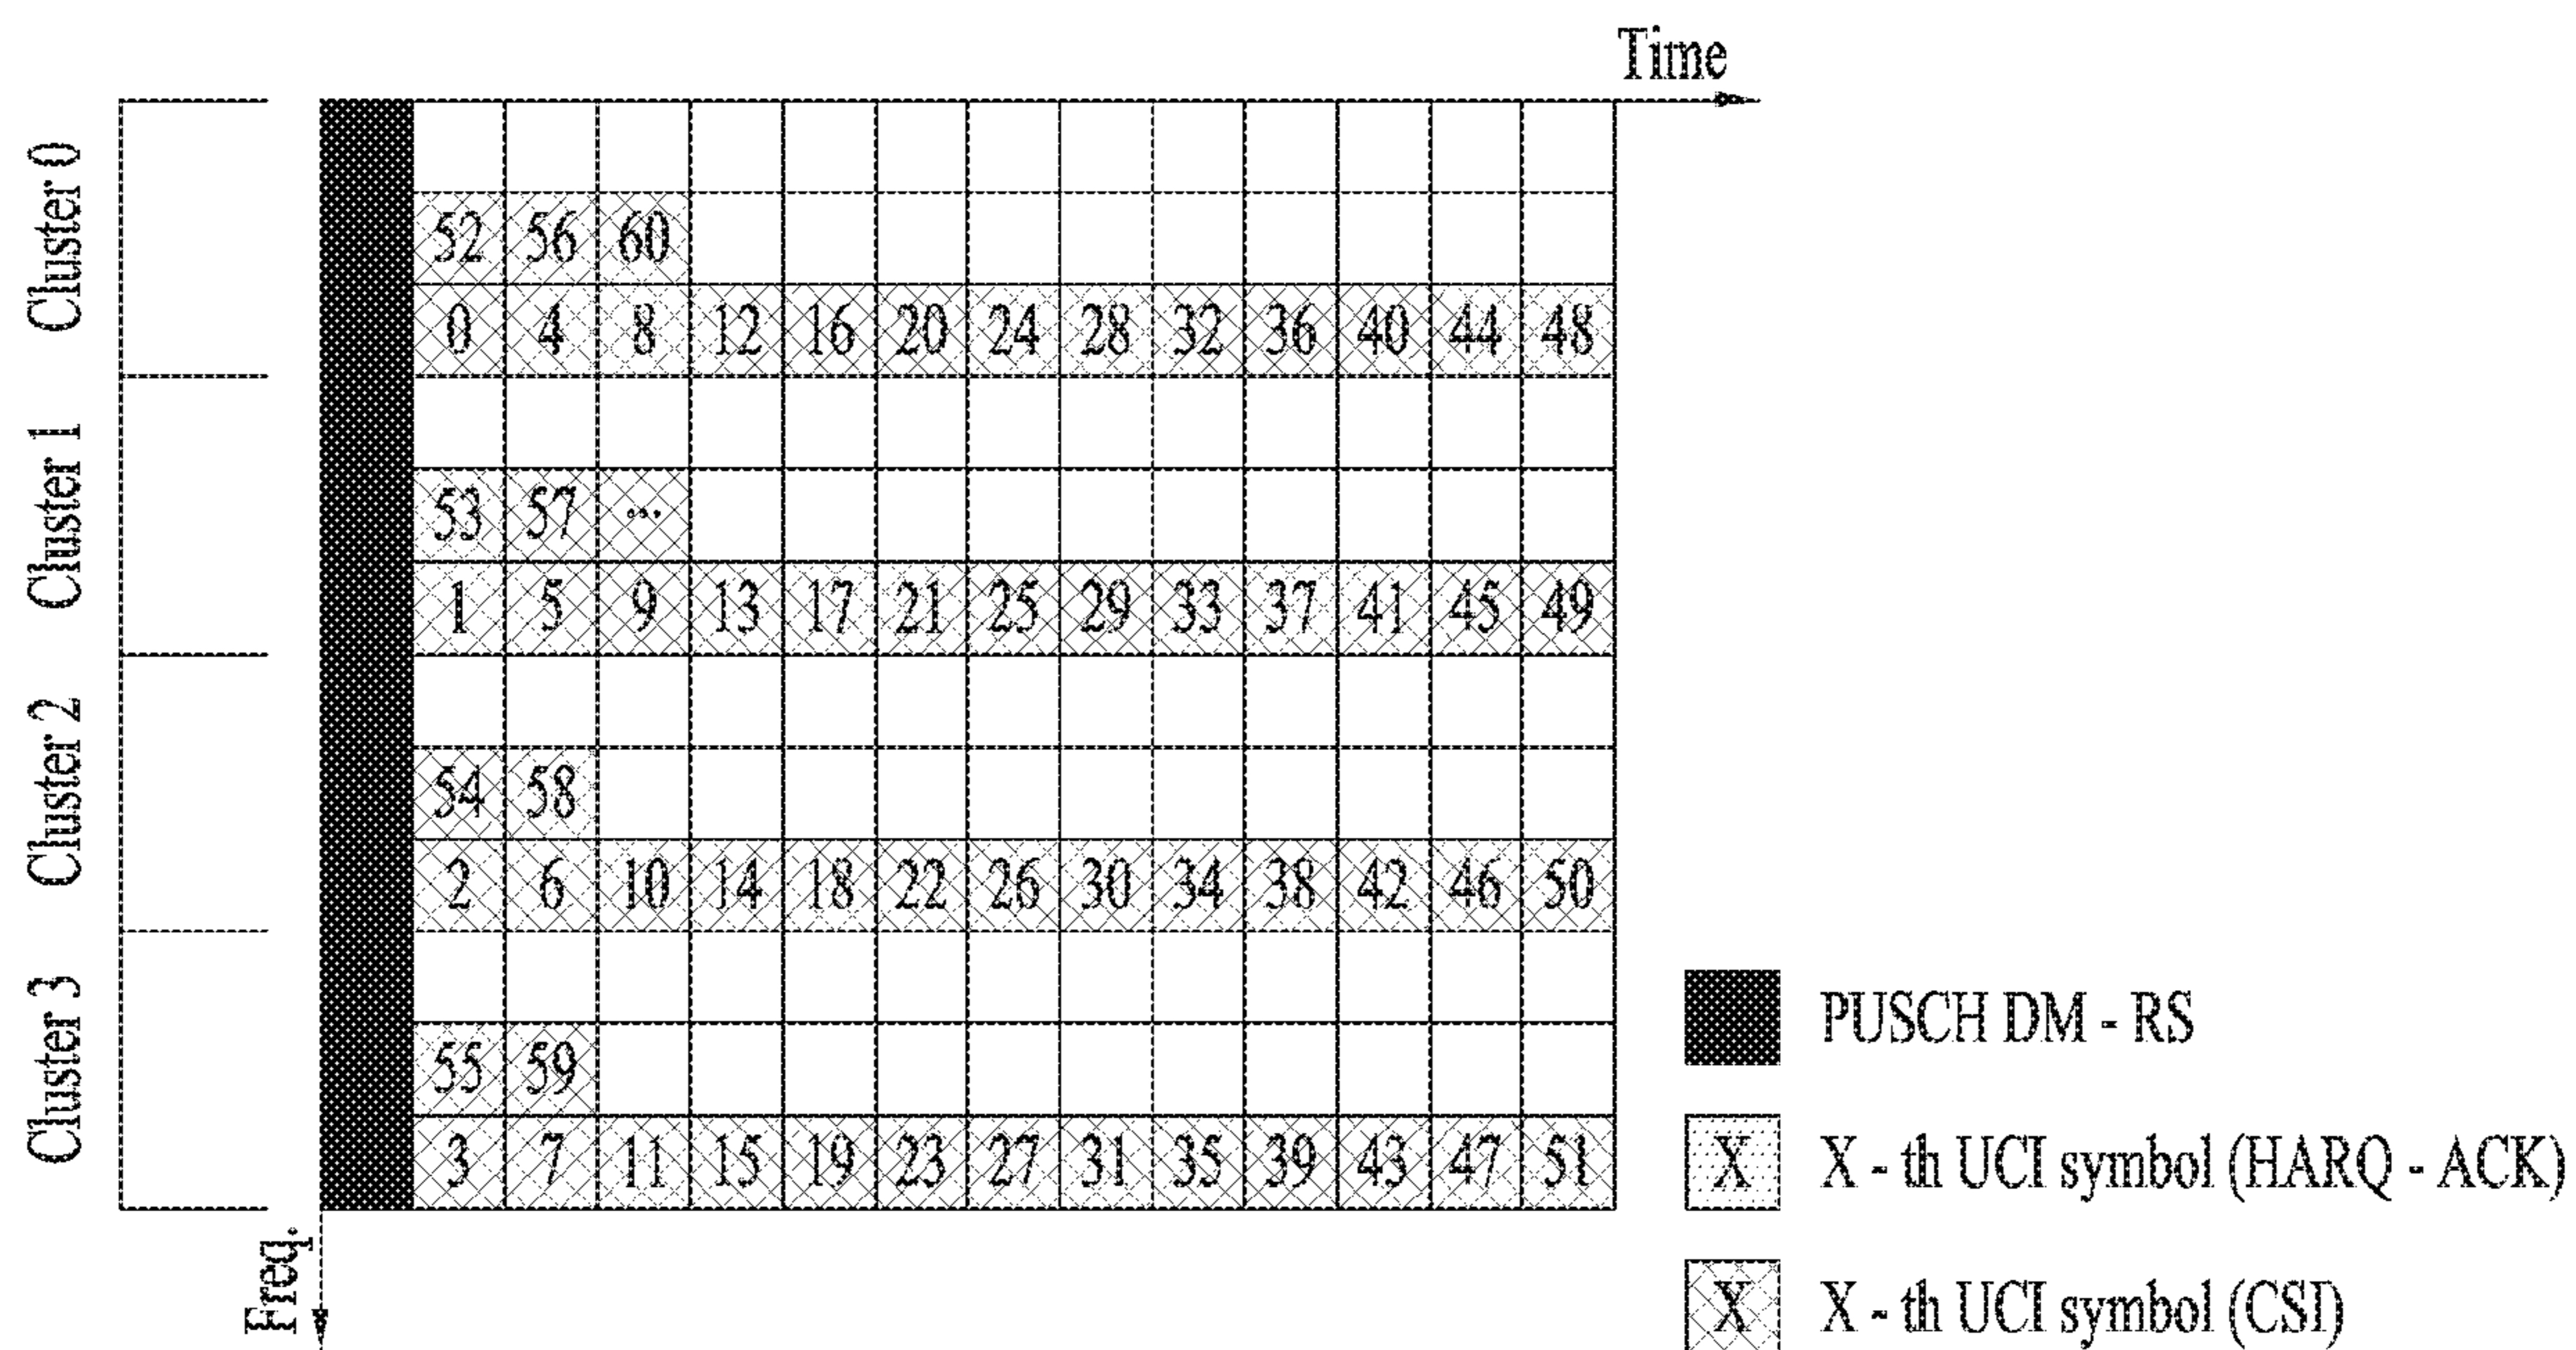 Time
Cluster 0
52 56 60
0 4 8 12 16 20 24 28 32 36 40 44 48
Cluster 1
53 57 ...
1 5 9 13 17 21 25 29 33 37 41 45 49
Cluster 2
54 58
2 6 10 14 18 22 26 30 34 38 42 46 50
Cluster 3
55 59
3 7 11 15 19 23 27 31 35 39 43 47 51
Freq.
PUSCH DM - RS
X X - th UCI symbol (HARQ - ACK)
X X - th UCI symbol (CSI)